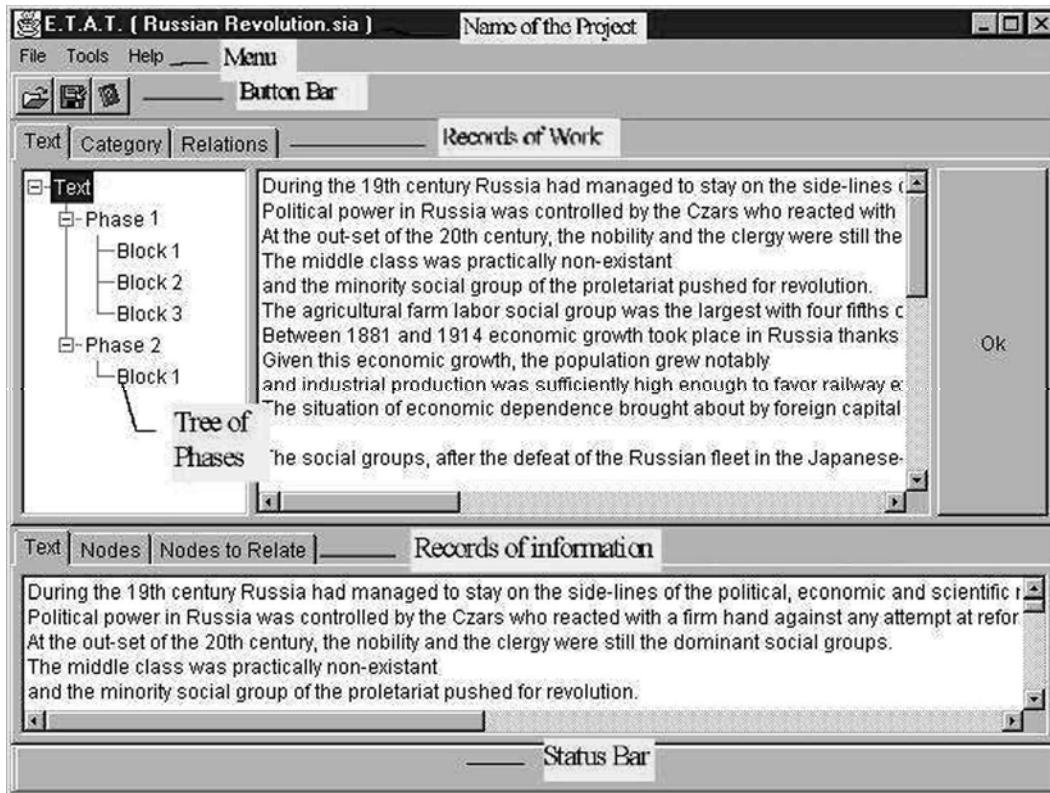 E.T.A.T. ( Russian Revolution.sia )
Name of the Project
File Tools Help
Menu
Button Bar
Text Category Relations
Records of Work
Text
Phase 1
Block 1
Block 2
Block 3
Phase 2
Block 1
Tree of
Phases
During the 19th century Russia had managed to stay on the side-lines
Political power in Russia was controlled by the Czars who reacted with
At the out-set of the 20th century, the nobility and the clergy were still the
The middle class was practically non-existant
and the minority social group of the proletariat pushed for revolution.
The agricultural farm labor social group was the largest with four fifths
Between 1881 and 1914 economic growth took place in Russia thanks
Given this economic growth, the population grew notably
and industrial production was sufficiently high enough to favor railway
The situation of economic dependence brought about by foreign capital
The social groups, after the defeat of the Russian fleet in the Japanese-
Ok
Text Nodes Nodes to Relate
Records of information
During the 19th century Russia had managed to stay on the side-lines of the political, economic and scientific
Political power in Russia was controlled by the Czars who reacted with a firm hand against any attempt at refor
At the out-set of the 20th century, the nobility and the clergy were still the dominant social groups.
The middle class was practically non-existant
and the minority social group of the proletariat pushed for revolution.
Status Bar